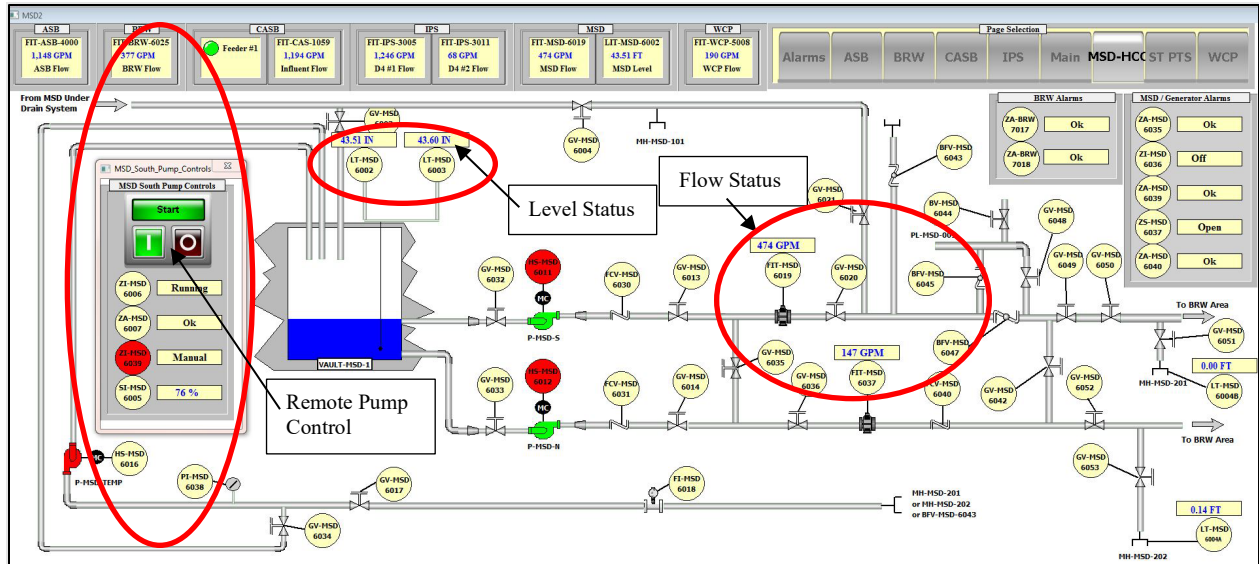 MSD2
ASB
BRW
CASB
IPS
MSD
WCP
Page Selection
FIT-ASB-4000
1,148 GPM
ASB Flow
FIT-BRW-6025
377 GPM
BRW Flow
Feeder #1
FIT-CAS-1059
1,194 GPM
Influent Flow
FIT-IPS-3005
1,246 GPM
D4 #1 Flow
FIT-IPS-3011
68 GPM
D4 #2 Flow
FIT-MSD-6019
474 GPM
MSD Flow
LIT-MSD-6002
43.51 FT
MSD Level
FIT-WCP-5008
190 GPM
WCP Flow
Alarms
ASB
BRW
CASB
IPS
Main
MSD-HCC
ST PTS
WCP
From MSD Under
Drain System
GV-MSD
43.51 IN
43.60 IN
LT-MSD
6002
LT-MSD
6003
GV-MSD
6004
MH-MSD-101
BFV-MSD
6043
BRW Alarms
ZA-BRW
7017
Ok
ZA-BRW
7018
Ok
MSD / Generator Alarms
ZA-MSD
6035
Ok
ZI-MSD
6036
Off
ZA-MSD
6039
Ok
ZS-MSD
6037
Open
ZA-MSD
6040
Ok
MSD_South_Pump_Controls
MSD South Pump Controls
Start
ZI-MSD
6006
Running
ZA-MSD
6007
Ok
ZI-MSD
6039
Manual
SI-MSD
6005
76 %
Level Status
Flow Status
Remote Pump
Control
GV-MSD
BV-MSD
6044
GV-MSD
6048
474 GPM
FIT-MSD
6019
GV-MSD
6020
BFV-MSD
6045
GV-MSD
6049
GV-MSD
6050
To BRW Area
GV-MSD
6032
HS-MSD
6011
MC
P-MSD-S
FCV-MSD
6030
GV-MSD
6013
VAULT-MSD-1
GV-MSD
6033
HS-MSD
6012
MC
P-MSD-N
FCV-MSD
6031
GV-MSD
6014
GV-MSD
6035
GV-MSD
6036
147 GPM
FIT-MSD
6037
BFV-MSD
6047
6040
GV-MSD
6042
GV-MSD
6052
GV-MSD
6051
0.00 FT
MH-MSD-201
LT-MSD
6004B
To BRW Area
MC
HS-MSD
6016
PI-MSD
6038
GV-MSD
6017
FI-MSD
6018
GV-MSD
6034
MH-MSD-201
or MH-MSD-202
or BFV-MSD-6043
GV-MSD
6053
0.14 FT
LT-MSD
6004A
MH-MSD-202